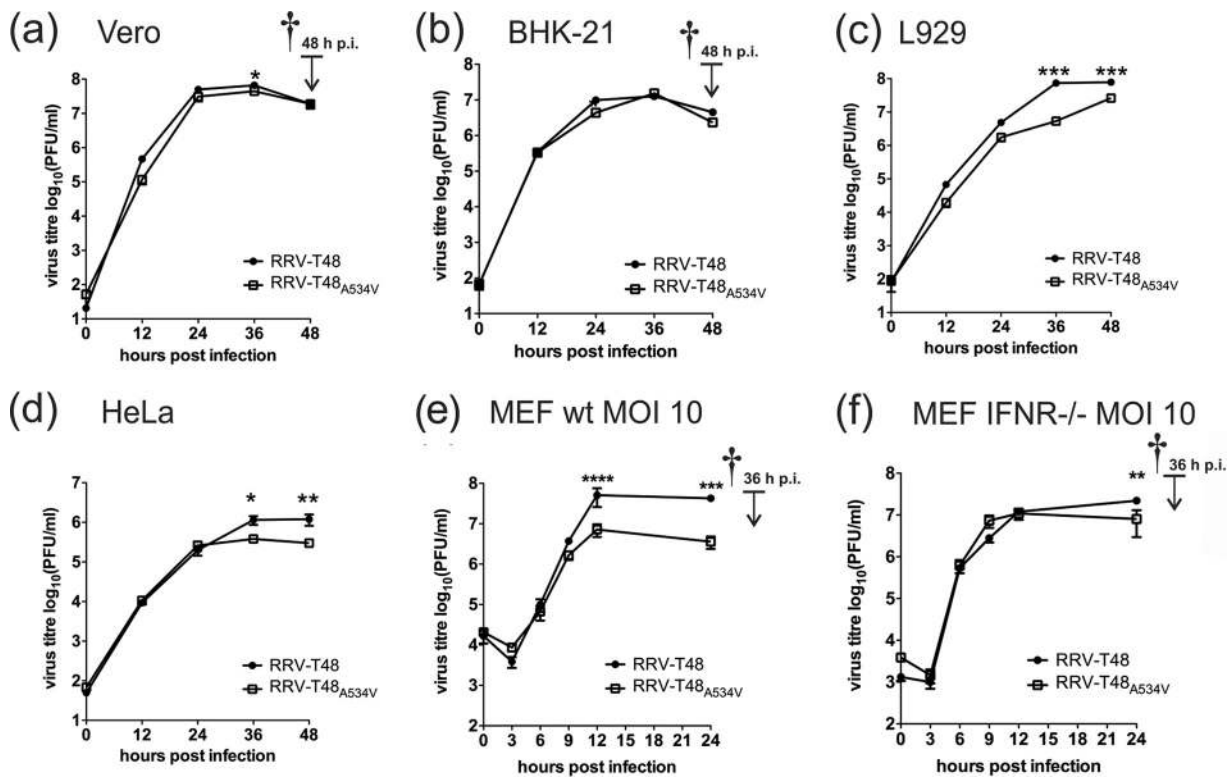 (a) Vero
†
48 h p.i.
*
virus titre log10(PFU/ml)
8
7
6
5
4
3
2
1
RRV-T48
RRV-T48A534V
0 12 24 36 48
hours post infection
(b) BHK-21
†
48 h p.i.
virus titre log10(PFU/ml)
8
7
6
5
4
3
2
1
RRV-T48
RRV-T48A534V
0 12 24 36 48
hours post infection
(c) L929
*** ***
virus titre log10(PFU/ml)
8
7
6
5
4
3
2
1
RRV-T48
RRV-T48A534V
0 12 24 36 48
hours post infection
(d) HeLa
* **
virus titre log10(PFU/ml)
7
6
5
4
3
2
1
RRV-T48
RRV-T48A534V
0 12 24 36 48
hours post infection
(e) MEF wt MOI 10
†
36 h p.i.
**** ***
virus titre log10(PFU/ml)
8
7
6
5
4
3
2
RRV-T48
RRV-T48A534V
0 3 6 9 12 15 18 21 24
hours post infection
(f) MEF IFNR-/- MOI 10
†
36 h p.i.
**
virus titre log10(PFU/ml)
8
7
6
5
4
3
2
RRV-T48
RRV-T48A534V
0 3 6 9 12 15 18 21 24
hours post infection